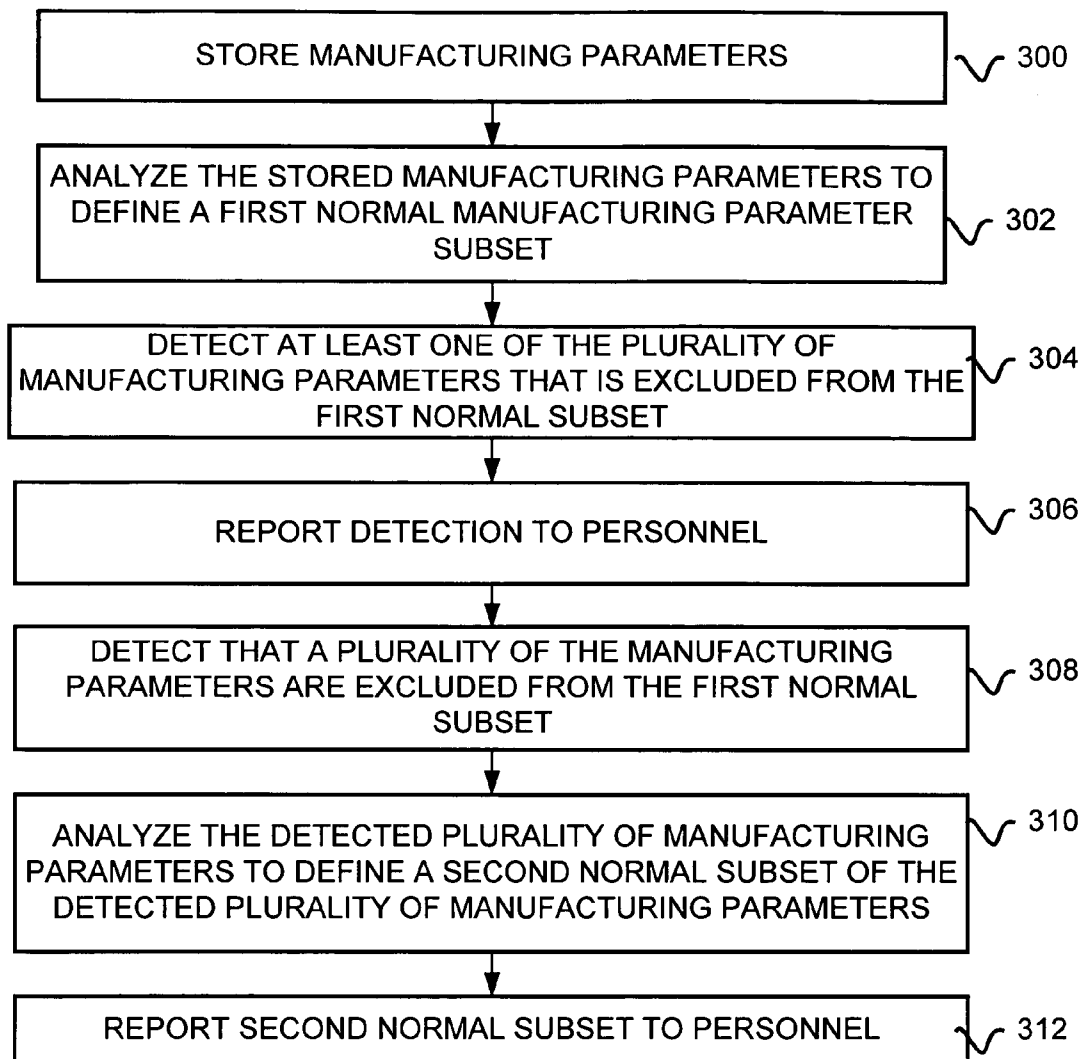 STORE MANUFACTURING PARAMETERS
300
ANALYZE THE STORED MANUFACTURING PARAMETERS TO
DEFINE A FIRST NORMAL MANUFACTURING PARAMETER
SUBSET
302
DETECT AT LEAST ONE OF THE PLURALITY OF
MANUFACTURING PARAMETERS THAT IS EXCLUDED FROM THE
FIRST NORMAL SUBSET
304
REPORT DETECTION TO PERSONNEL
306
DETECT THAT A PLURALITY OF THE MANUFACTURING
PARAMETERS ARE EXCLUDED FROM THE FIRST NORMAL
SUBSET
308
ANALYZE THE DETECTED PLURALITY OF MANUFACTURING
PARAMETERS TO DEFINE A SECOND NORMAL SUBSET OF THE
DETECTED PLURALITY OF MANUFACTURING PARAMETERS
310
REPORT SECOND NORMAL SUBSET TO PERSONNEL
312